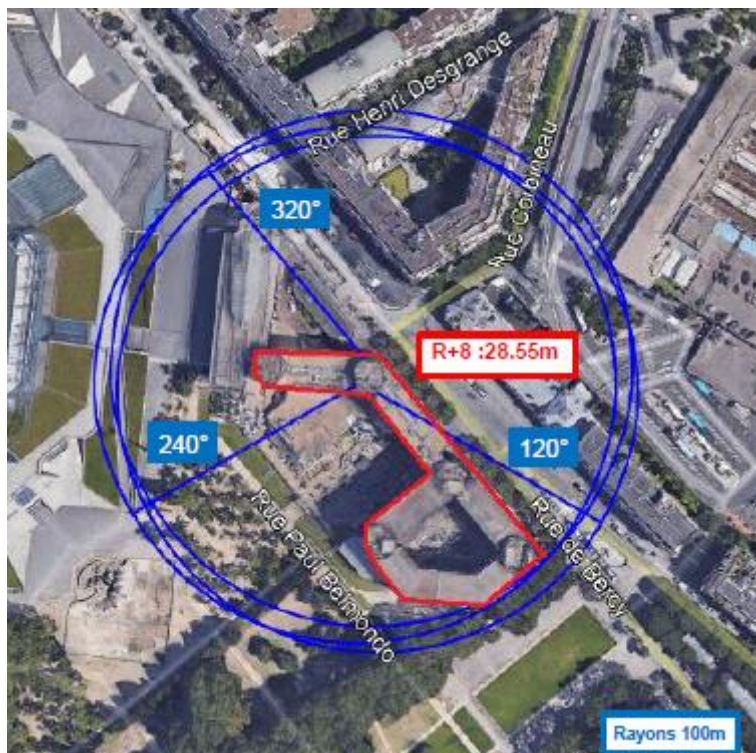 Rue Henri Desgrange
320°
Rue Corbineau
R+8 :28.55m
240°
120°
Rue Paul Belmondo
Rue de Bercy
Rayons 100m